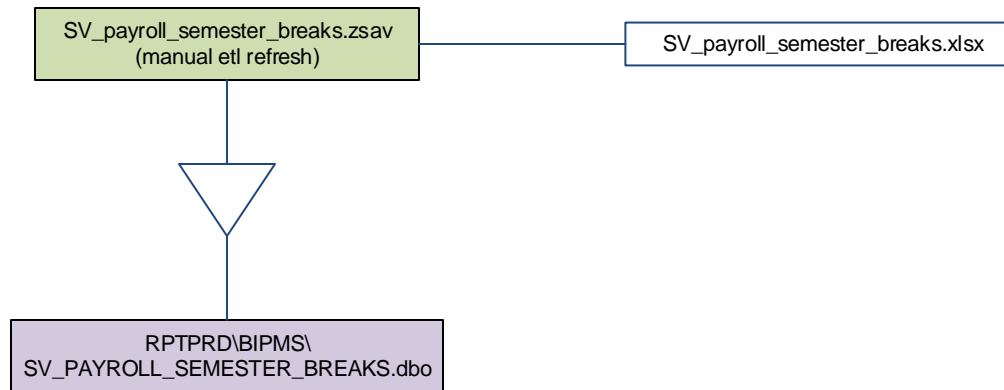 SV_payroll_semester_breaks.zsav
(manual etl refresh)
SV_payroll_semester_breaks.xlsx
RPTPRD\BIPMS\
SV_PAYROLL_SEMESTER_BREAKS.dbo